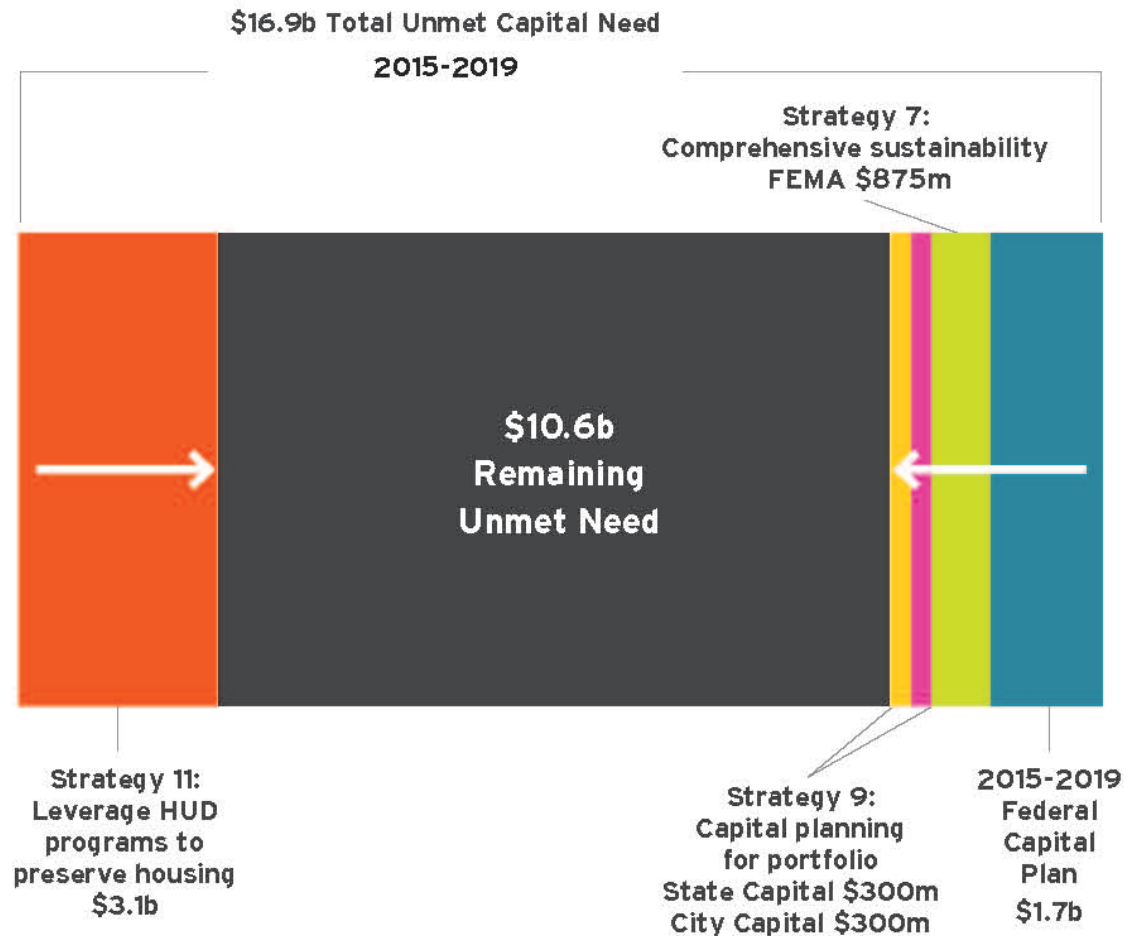 $16.9b Total Unmet Capital Need
2015-2019
Strategy 7:
Comprehensive sustainability
FEMA $875m
$10.6b
Remaining
Unmet Need
Strategy 11:
Leverage HUD
programs to
preserve housing
$3.1b
Strategy 9:
Capital planning
for portfolio
State Capital $300m
City Capital $300m
2015-2019
Federal
Capital
Plan
$1.7b